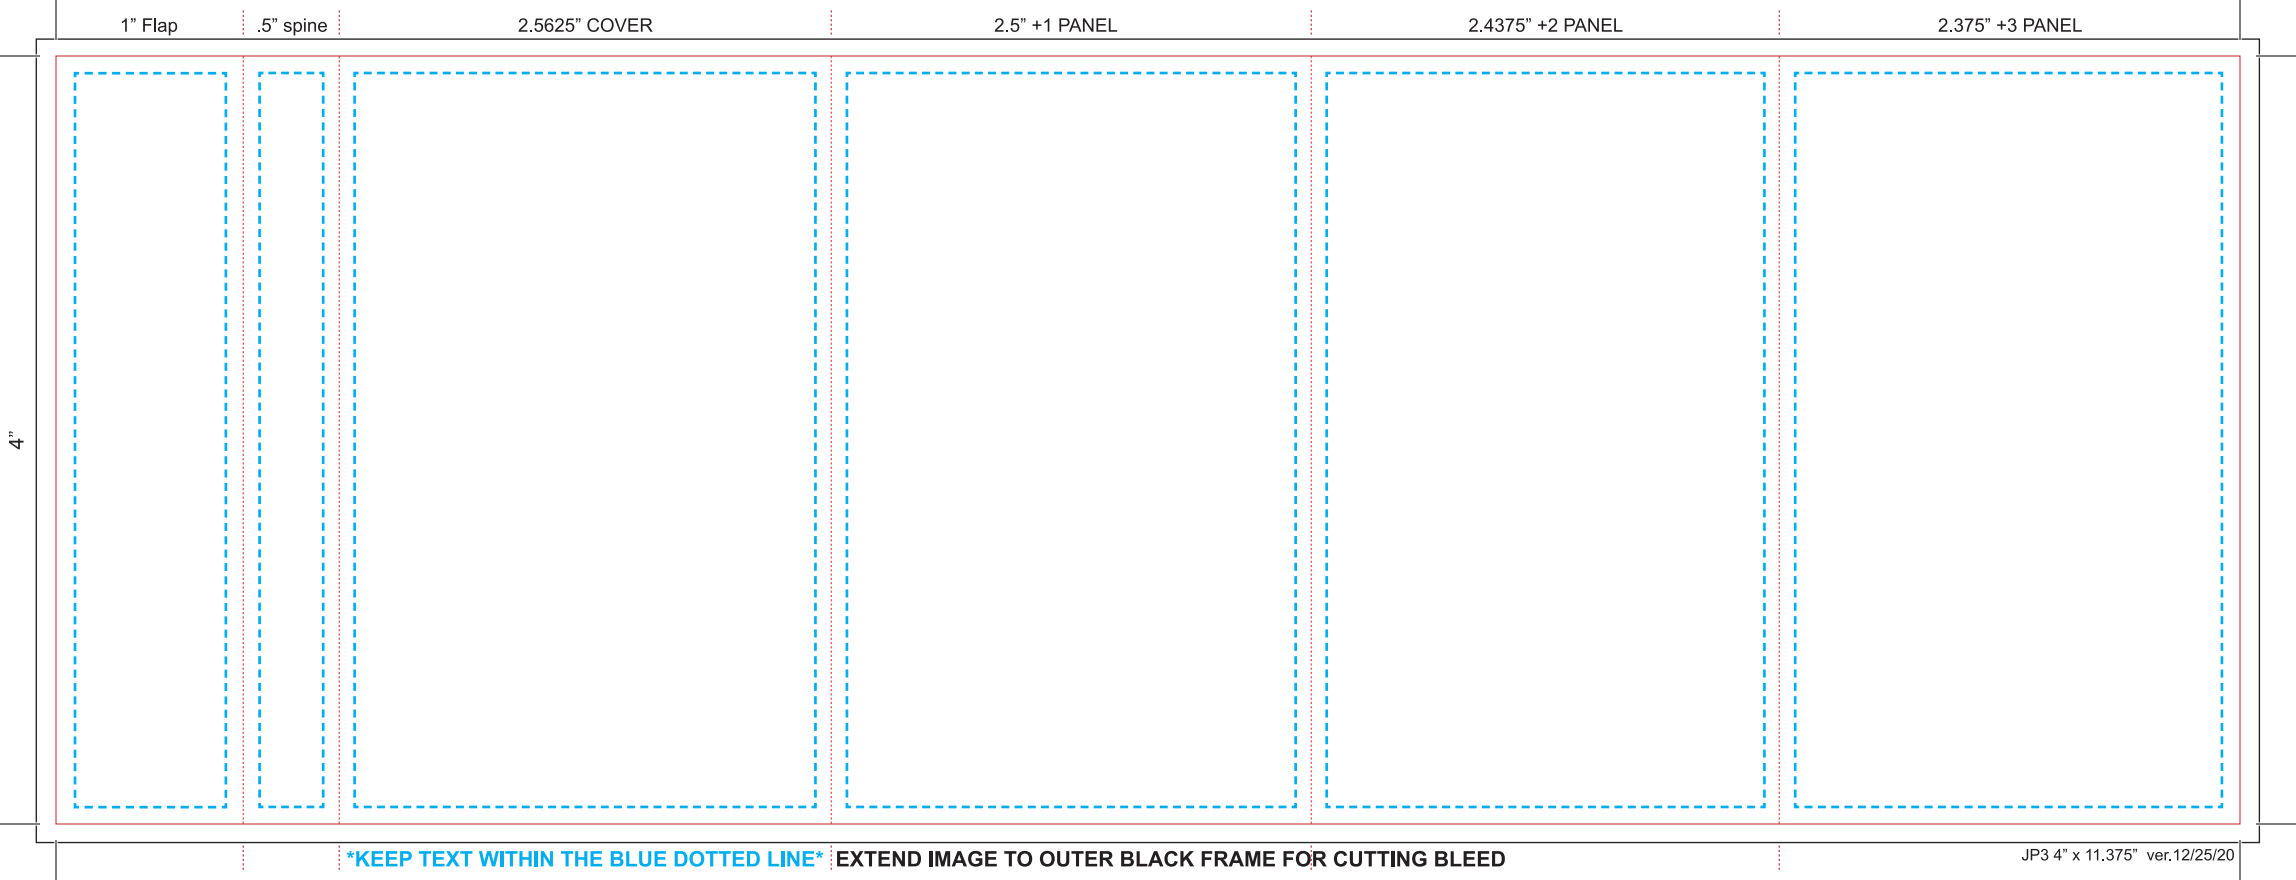 1” Flap
.5” spine
2.5625” COVER
2.5” +1 PANEL
2.4375” +2 PANEL
2.375” +3 PANEL
4”
*KEEP TEXT WITHIN THE BLUE DOTTED LINE* EXTEND IMAGE TO OUTER BLACK FRAME FOR CUTTING BLEED
JP3 4” x 11.375” ver.12/25/20